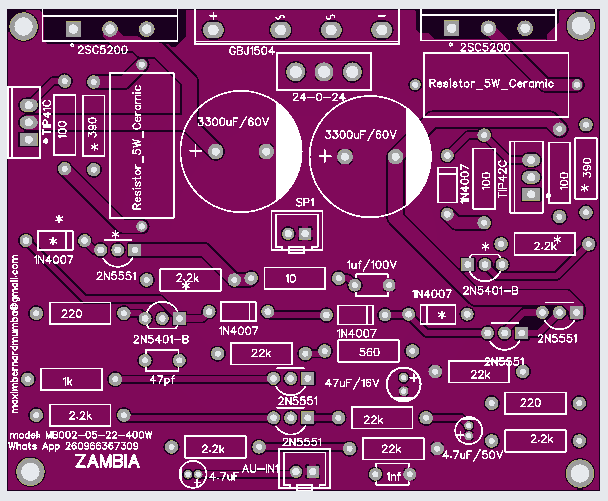 + ~ ~ -
2SC5200
GBJ1504
2SC5200
24-0-24
TIP41C
100
390
*
Resistor_5W_Ceramic
3300uF/60V
+
3300uF/60V
+
Resistor_5W_Ceramic
1N4007
100
TIP42C
100
390
*
SP1
*
*
1N4007
*
2N5551
2.2k
*
10
1uf/100V
*
2N5401-B
2.2k
*
maximbernardmumba@gmail.com
220
2N5401-B
1N4007
1N4007
1N4007
*
2N5551
2N5551
47pf
22k
560
1k
2N5551
47uF/16V
+
22k
2.2k
2N5551
22k
220
model: MB002-05-22-400W
Whats App 260966367309
ZAMBIA
2.2k
22k
+
4.7uF/50V
2.2k
+
4.7uF
AU-IN1
1nf